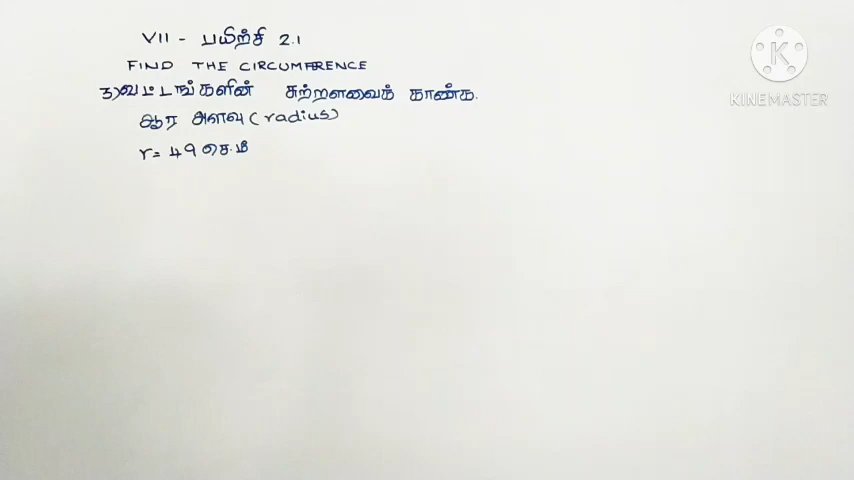 VII - பயிற்சி 2.1
FIND THE CIRCUMFERENCE
3) வட்டங்களின் சுற்றளவைக் காண்க.
ஆர அளவு (radius)
r = 49 செ.மீ
KINEMASTER